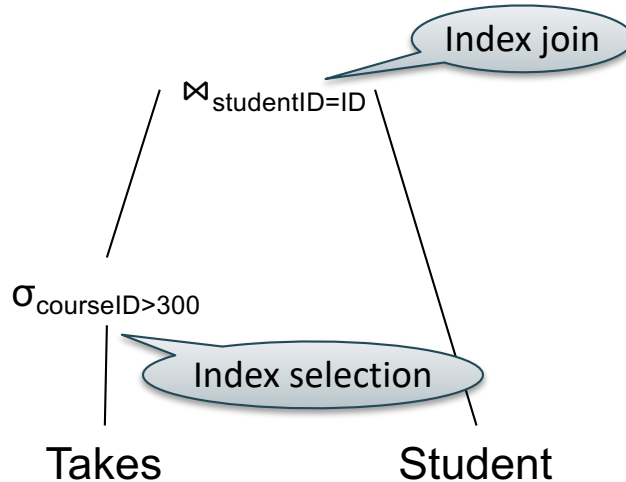 Index join
⋈studentID=ID
σcourseID>300
Index selection
Takes
Student